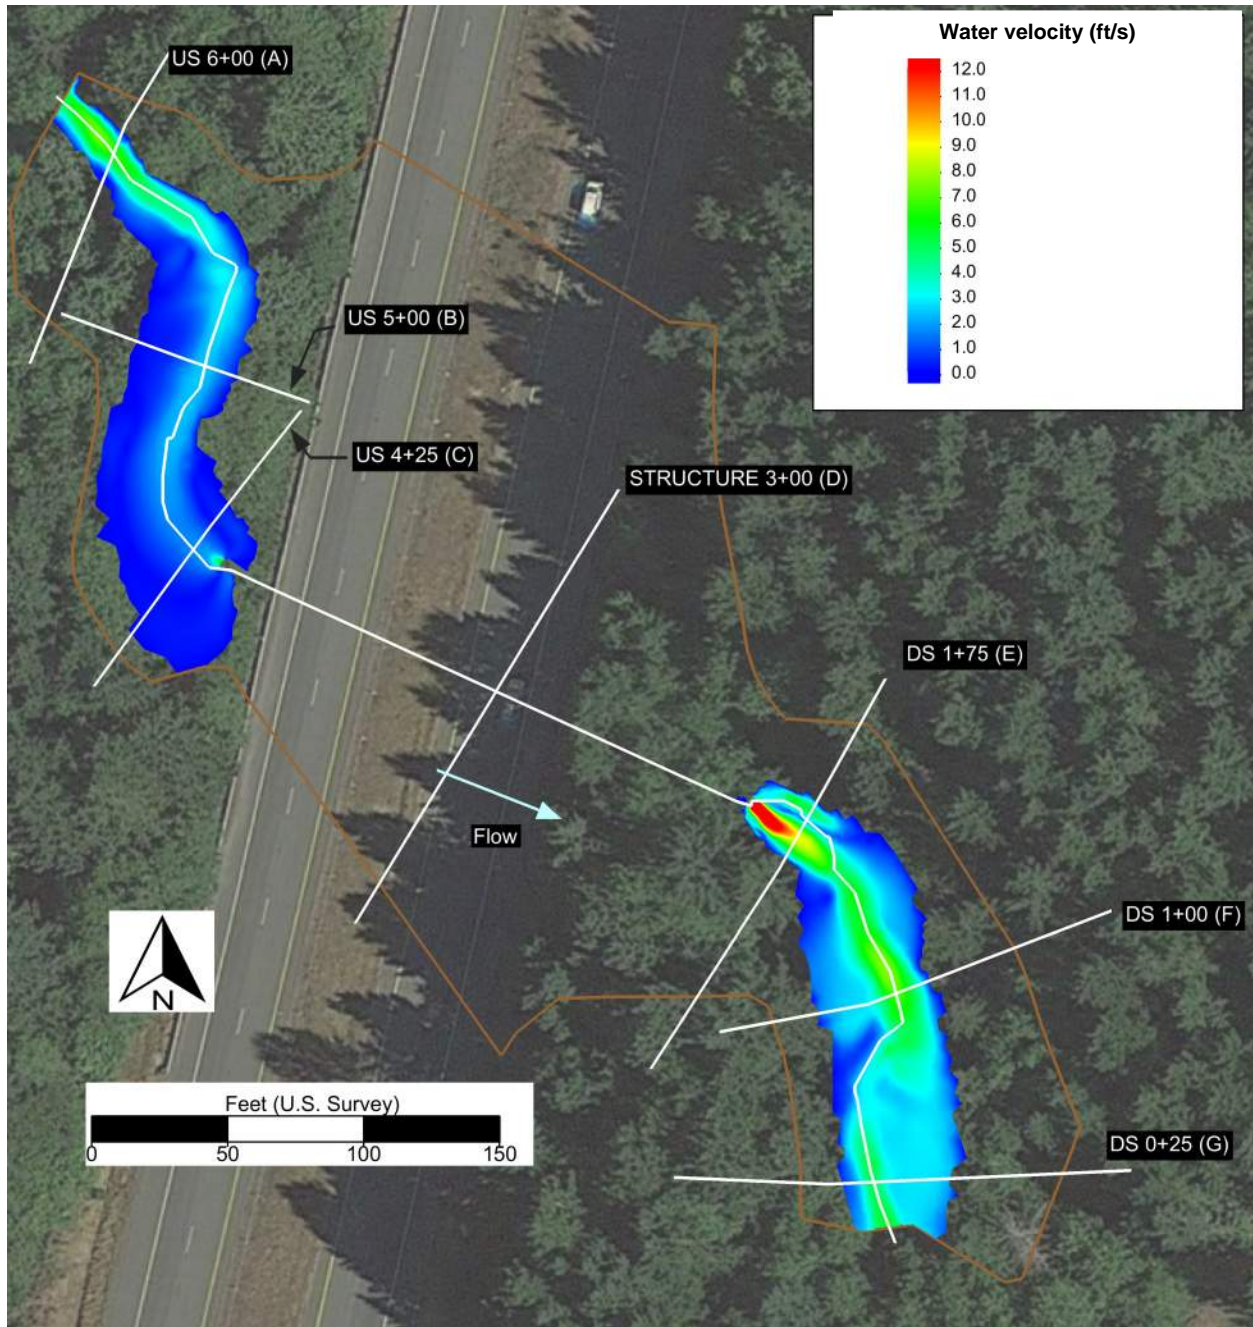 Water velocity (ft/s)
12.0
11.0
10.0
9.0
8.0
7.0
6.0
5.0
4.0
3.0
2.0
1.0
0.0
US 6+00 (A)
US 5+00 (B)
US 4+25 (C)
STRUCTURE 3+00 (D)
DS 1+75 (E)
Flow
DS 1+00 (F)
N
Feet (U.S. Survey)
0 50 100 150
DS 0+25 (G)